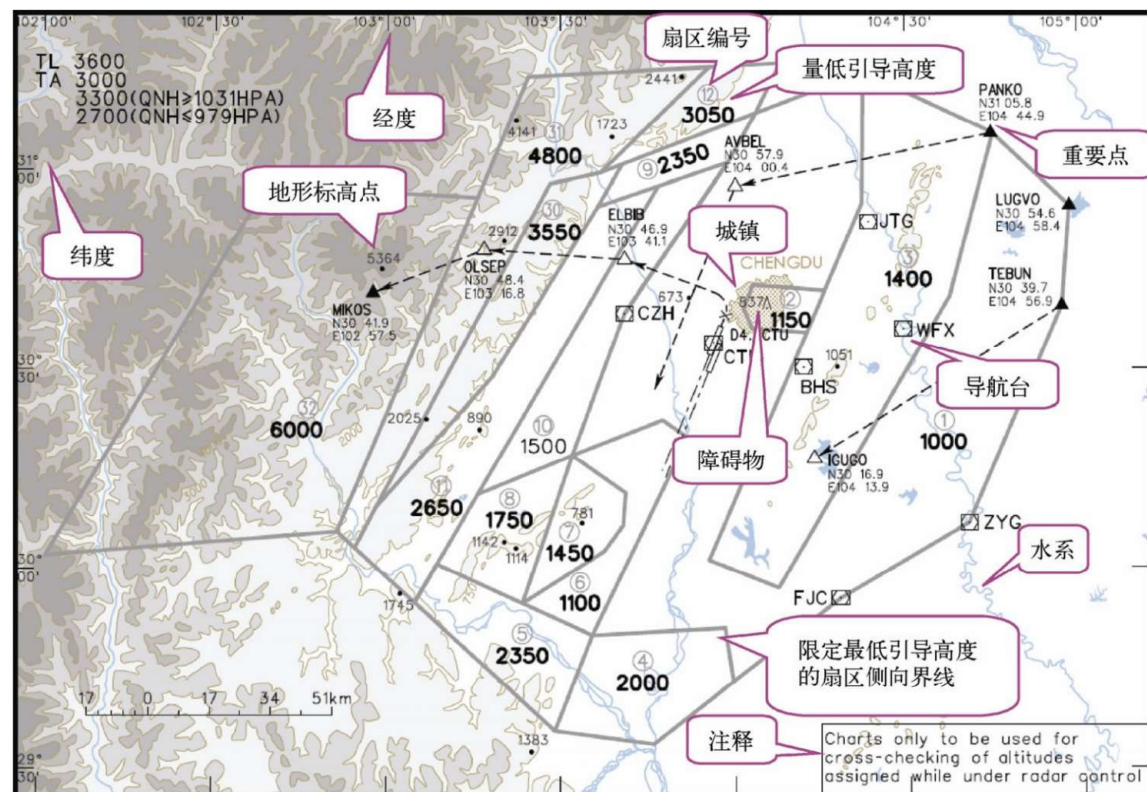 102°00'
102°30'
103°00'
103°30'
104°30'
105°00'
TL 3600
TA 3000
3300(QNH≥1031HPA)
2700(QNH≤979HPA)
扇区编号
量低引导高度
经度
纬度
地形标高点
重要点
城镇
导航台
障碍物
水系
限定最低引导高度
的扇区侧向界线
注释
31°
00'
30°
30'
30°
00'
29°
30'
2441
⑫
3050
4141
㉛
1723
4800
AVBEL
N30 57.9
E104 00.4
⑨
2350
PANKO
N31 05.8
E104 44.9
LUGVO
N30 54.6
E104 58.4
TEBUN
N30 39.7
E104 56.9
㉚
3550
ELBIB
N30 46.9
E103 41.1
2912
5364
OLSEP
N30 48.4
E103 16.8
MIKOS
N30 41.9
E102 57.5
JTG
③
1400
CHENGDU
673
537
②
1150
CZH
D4.
CTU
WFX
BHS
1051
㉜
6000
2025
890
⑩
1500
①
1000
IGUGO
N30 16.9
E104 13.9
⑪
2650
⑧
1750
781
1142
1114
⑦
1450
ZYG
⑥
1100
1745
FJC
⑤
2350
④
2000
17
0
17
34
51km
1383
Charts only to be used for
cross-checking of altitudes
assigned while under radar control